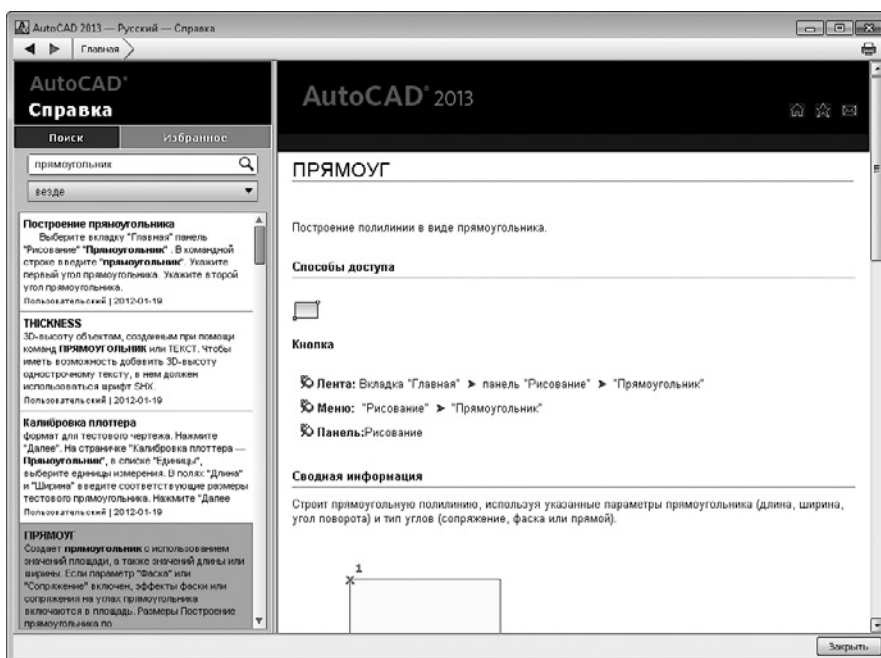 AutoCAD 2013 — Русский — Справка
Главная
AutoCAD®
Справка
Поиск
Избранное
прямоугольник
везде
Построение прямоугольника
Выберите вкладку "Главная" панель
"Рисование" "Прямоугольник" . В командной
строке введите "прямоугольник". Укажите
первый угол прямоугольника. Укажите второй
угол прямоугольника.
Пользовательский | 2012-01-19
THICKNESS
3D-высоту объектам, созданным при помощи
команд ПРЯМОУГОЛЬНИК или ТЕКСТ. Чтобы
иметь возможность добавить 3D-высоту
однострочному тексту, в нем должен
использоваться шрифт SHX.
Пользовательский | 2012-01-19
Калибровка плоттера
формат для тестового чертежа. Нажмите
"Далее". На страничке "Калибровка плоттера —
Прямоугольник", в списке "Единицы",
выберите единицы измерения. В полях "Длина"
и "Ширина" введите соответствующие размеры
тестового прямоугольника. Нажмите "Далее
Пользовательский | 2012-01-19
ПРЯМОУГ
Создает прямоугольник с использованием
значений площади, а также значений длины или
ширины. Если параметр "Фаска" или
"Сопряжение" включен, эффекты фаски или
сопряжения на углах прямоугольника
включаются в площадь. Размеры Построение
прямоугольника по
AutoCAD® 2013
ПРЯМОУГ
Построение полилинии в виде прямоугольника.
Способы доступа
Кнопка
Лента: Вкладка "Главная" ➤ панель "Рисование" ➤ "Прямоугольник"
Меню: "Рисование" ➤ "Прямоугольник"
Панель:Рисование
Сводная информация
Строит прямоугольную полилинию, используя указанные параметры прямоугольника (длина, ширина,
угол поворота) и тип углов (сопряжение, фаска или прямой).
1
Закрыть